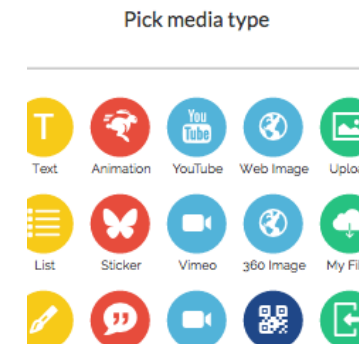 Pick media type
T
You
Tube
Text Animation YouTube Web Image Uploa
List Sticker Vimeo 360 Image My Fil